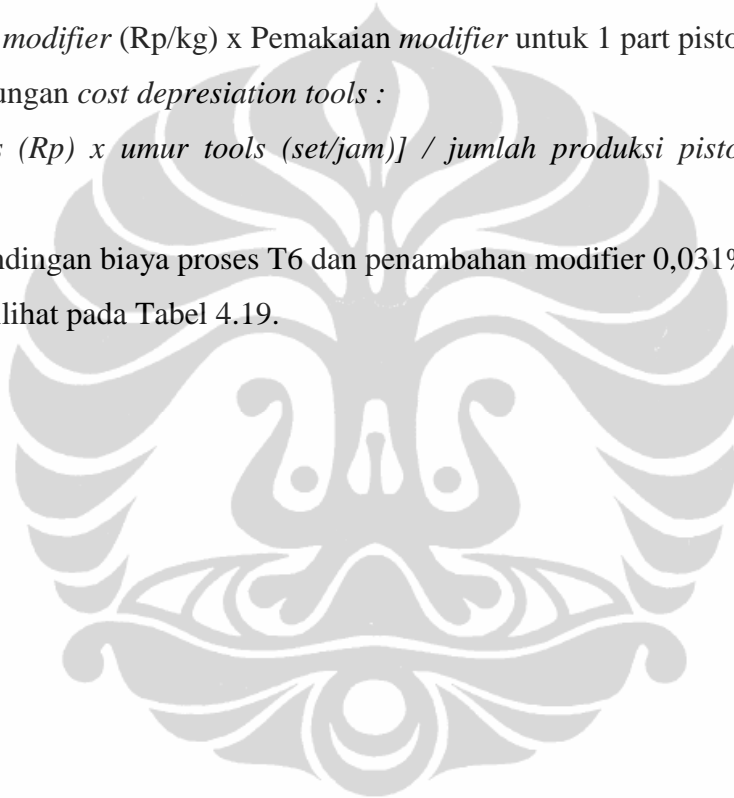 modifier (Rp/kg) x Pemakaian modifier untuk 1 part pisto
ungan cost depresiation tools :
s (Rp) x umur tools (set/jam)] / jumlah produksi pisto
ndingan biaya proses T6 dan penambahan modifier 0,031%
ilihat pada Tabel 4.19.